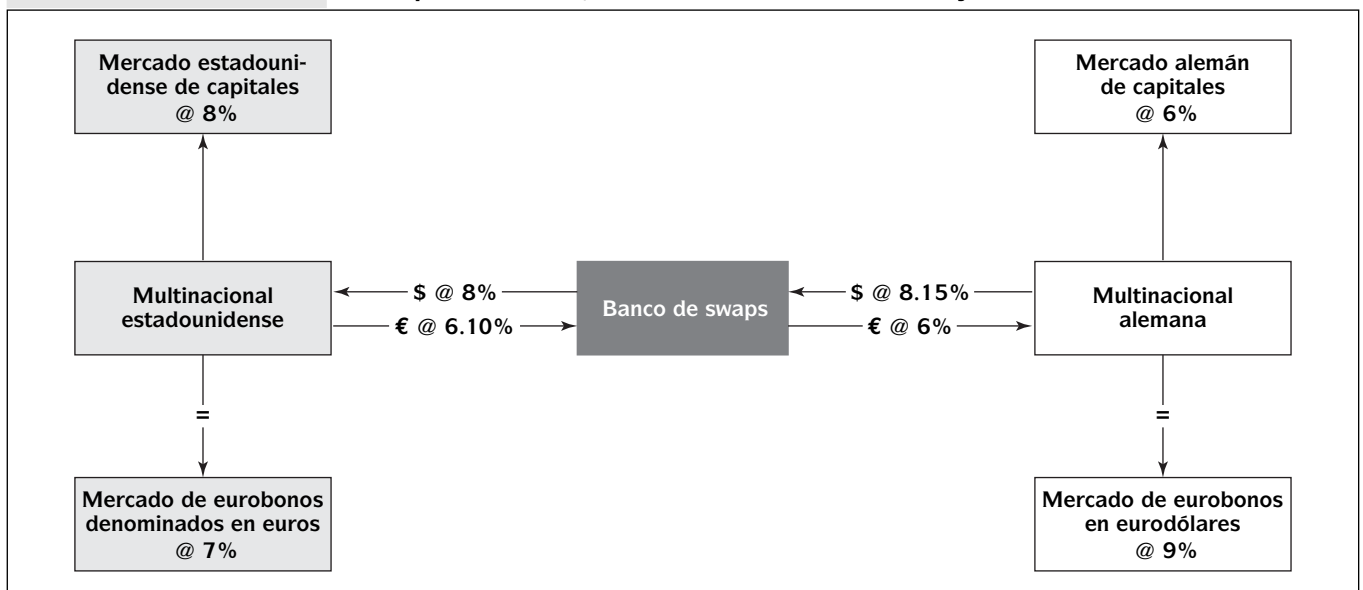 Mercado estadouni-
dense de capitales
@ 8%
Mercado alemán
de capitales
@ 6%
Multinacional
estadounidense
$ @ 8%
€ @ 6.10%
Banco de swaps
$ @ 8.15%
€ @ 6%
Multinacional
alemana
=
=
Mercado de eurobonos
denominados en euros
@ 7%
Mercado de eurobonos
en eurodólares
@ 9%